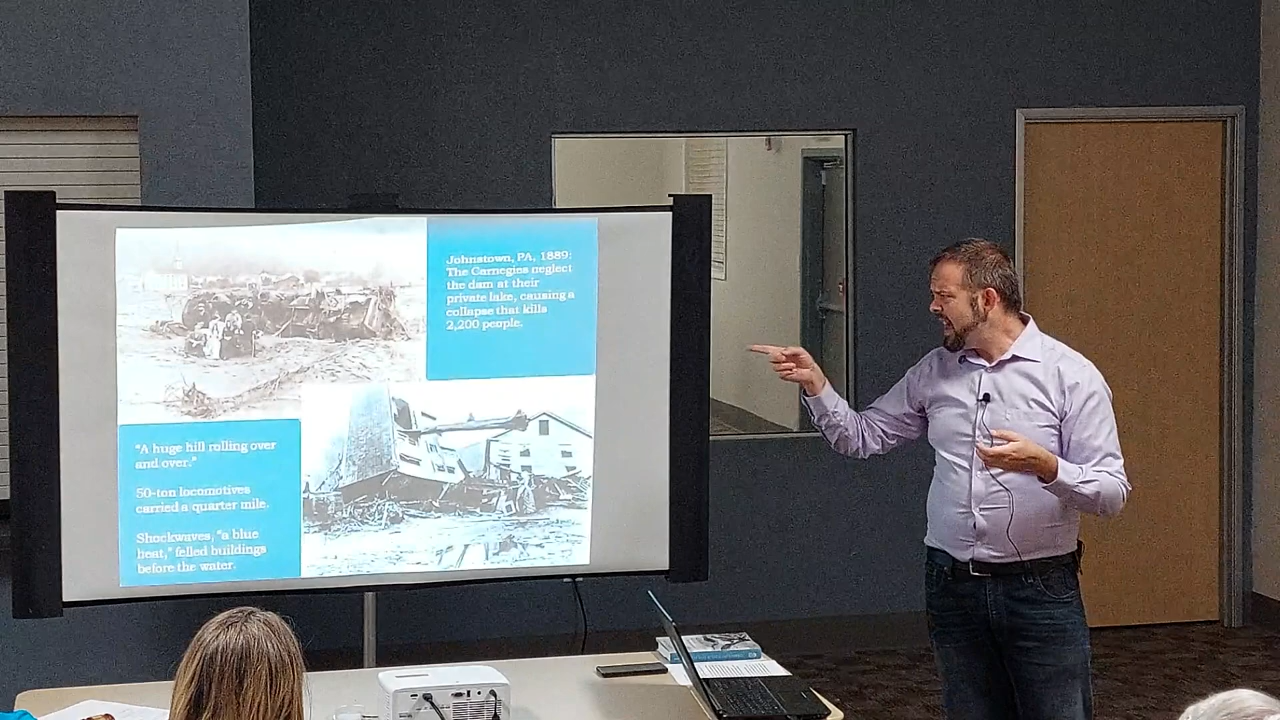 Johnstown, PA, 1889:
The Carnegies neglect
the dam at their
private lake, causing a
collapse that kills
2,200 people.
"A huge hill rolling over
and over."
50-ton locomotives
carried a quarter mile.
Shockwaves, "a blue
heat," felled buildings
before the water.